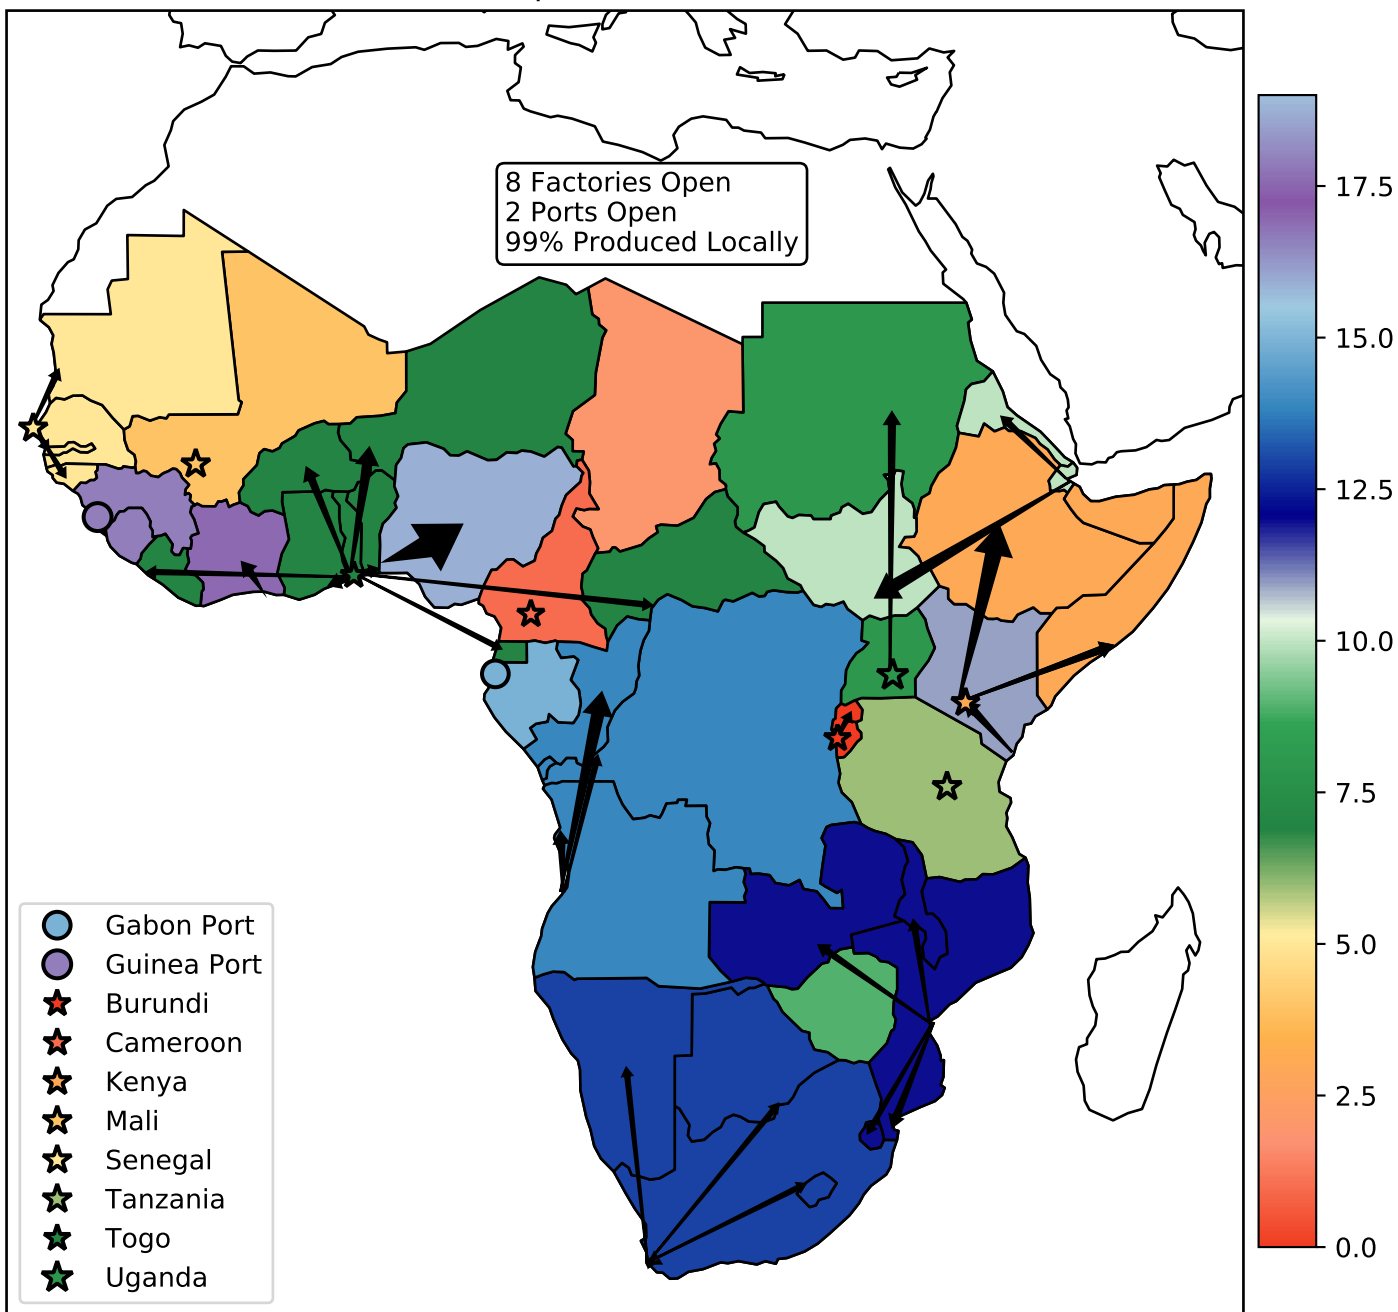 8 Factories Open
2 Ports Open
99% Produced Locally
17.5
15.0
12.5
10.0
7.5
5.0
2.5
0.0
Gabon Port
Guinea Port
Burundi
Cameroon
Kenya
Mali
Senegal
Tanzania
Togo
Uganda